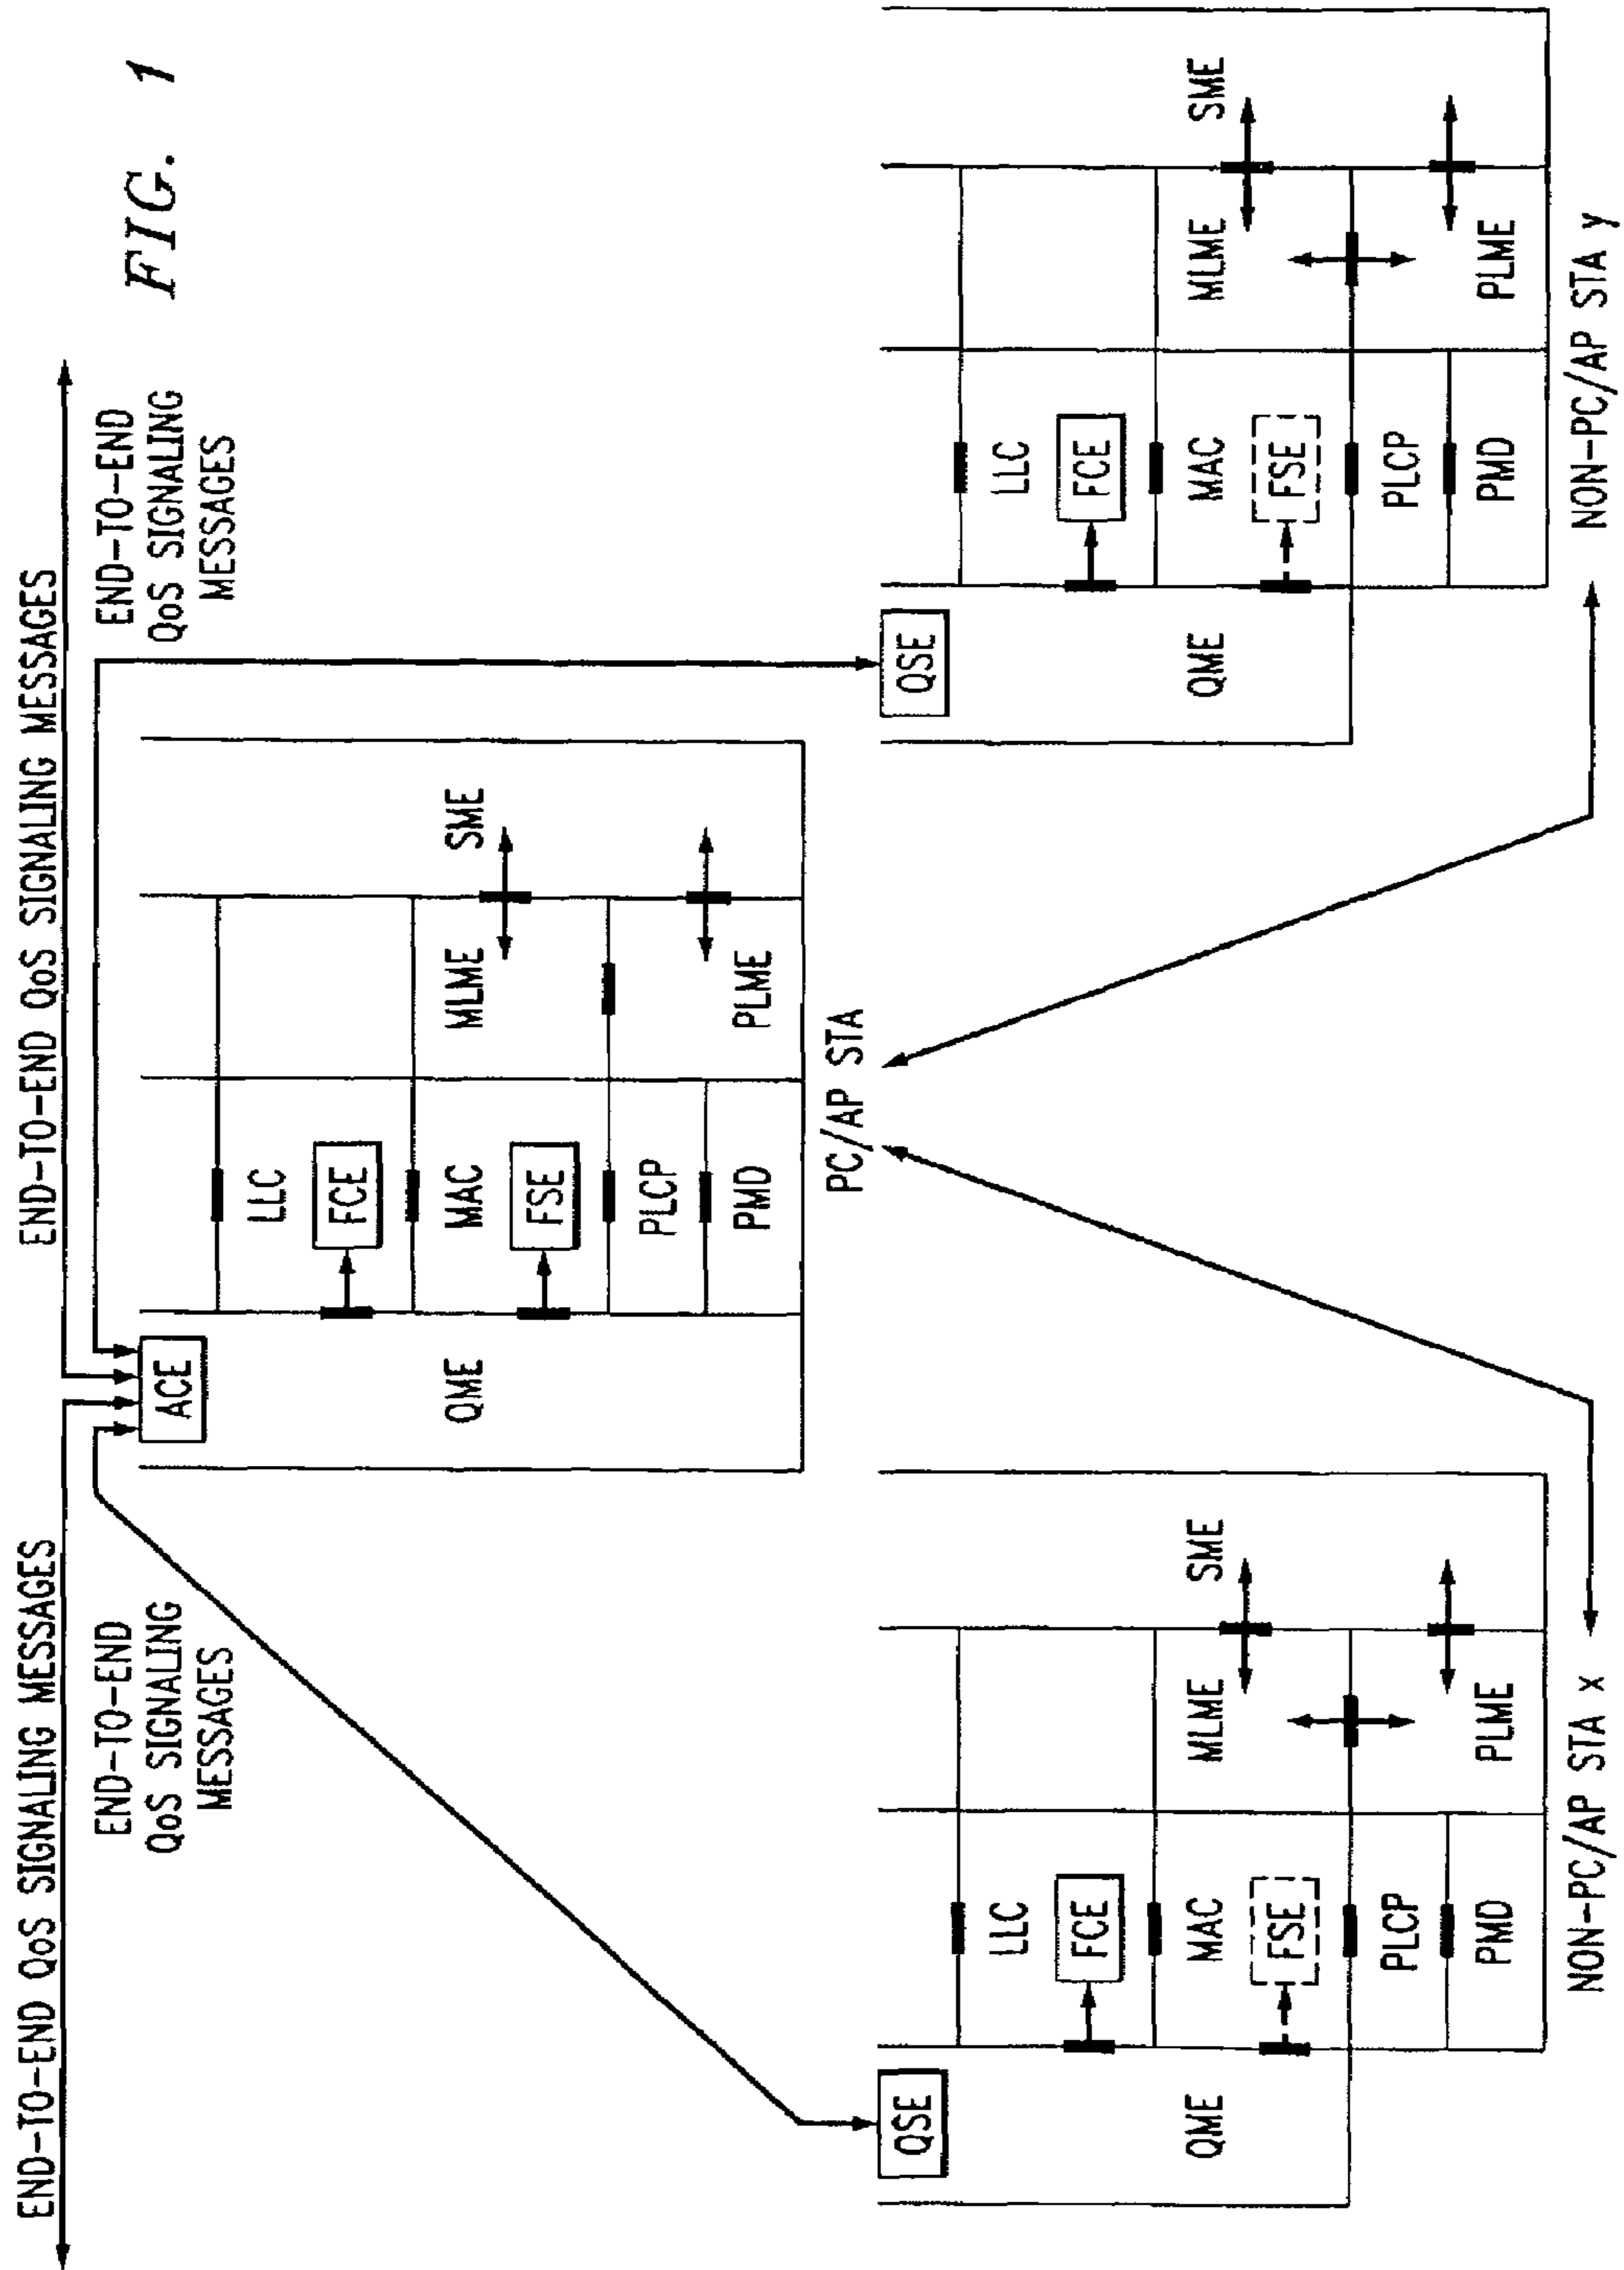 FIG. 1
END-TO-END QoS SIGNALING MESSAGES
END-TO-END QoS SIGNALING MESSAGES
END-TO-END
QoS SIGNALING
MESSAGES
END-TO-END
QoS SIGNALING
MESSAGES
ACE
QME
LLC
FCE
MAC
FSE
PLCP
PMD
MLME
PLME
SME
PC/AP STA
QSE
QME
LLC
FCE
MAC
FSE
PLCP
PMD
MLME
PLME
SME
NON-PC/AP STA x
QSE
QME
LLC
FCE
MAC
FSE
PLCP
PMD
MLME
PLME
SME
NON-PC/AP STA y